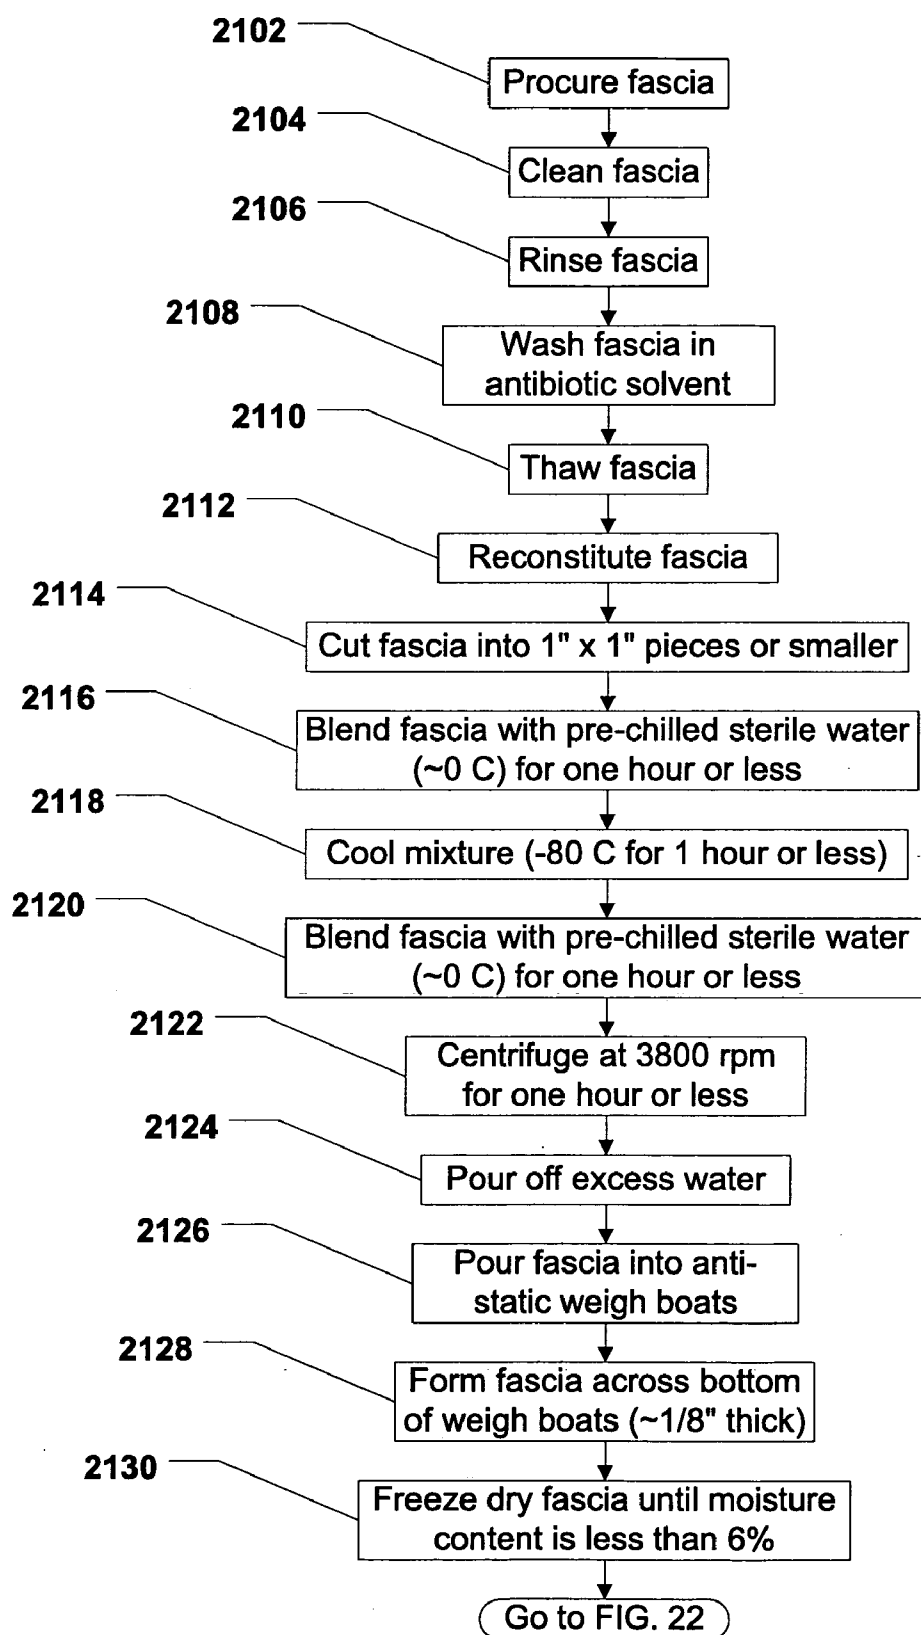 2102
Procure fascia
2104
Clean fascia
2106
Rinse fascia
2108
Wash fascia in
antibiotic solvent
2110
Thaw fascia
2112
Reconstitute fascia
2114
Cut fascia into 1" x 1" pieces or smaller
2116
Blend fascia with pre-chilled sterile water
(~0 C) for one hour or less
2118
Cool mixture (-80 C for 1 hour or less)
2120
Blend fascia with pre-chilled sterile water
(~0 C) for one hour or less
2122
Centrifuge at 3800 rpm
for one hour or less
2124
Pour off excess water
2126
Pour fascia into anti-
static weigh boats
2128
Form fascia across bottom
of weigh boats (~1/8" thick)
2130
Freeze dry fascia until moisture
content is less than 6%
Go to FIG. 22